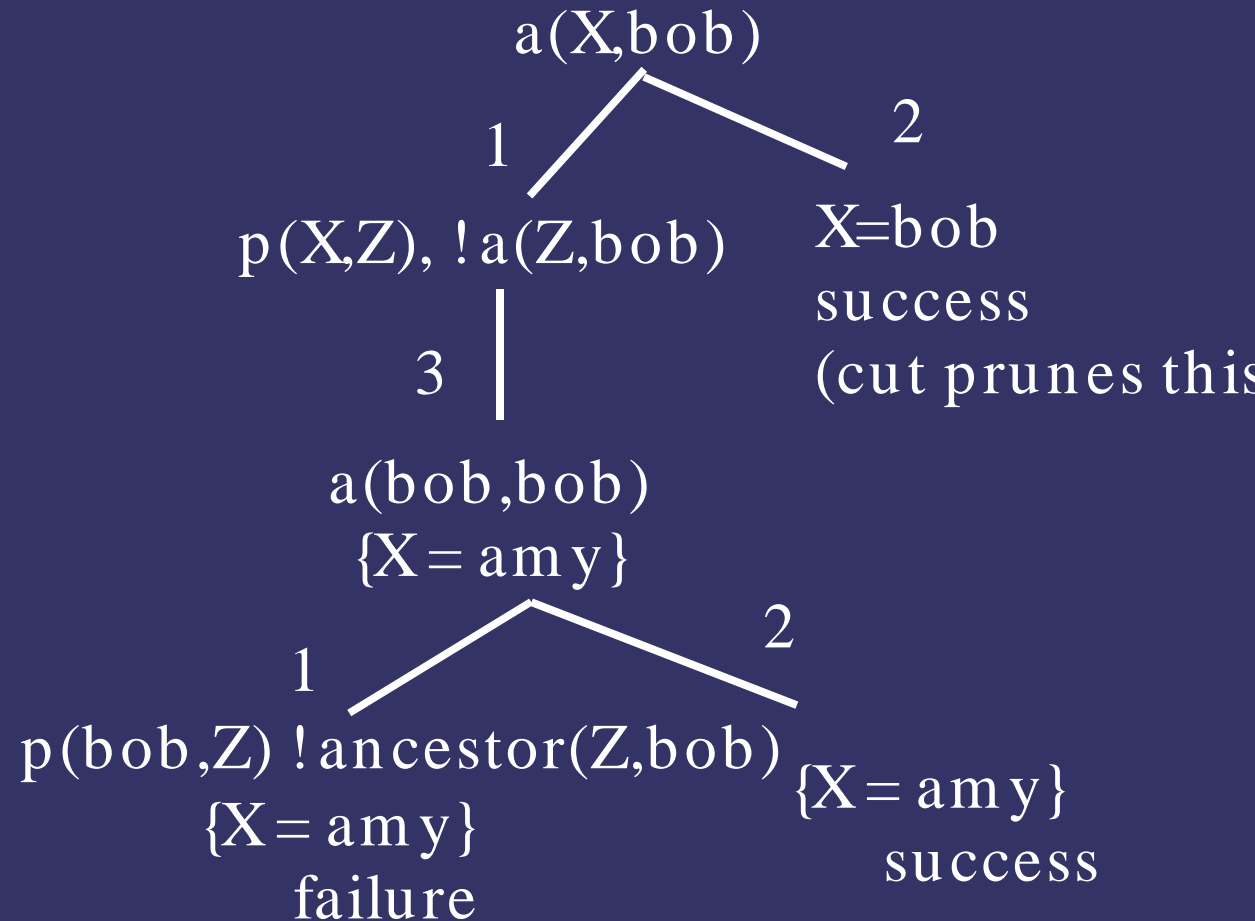 a(X,bob)
1
2
p(X,Z), !a(Z,bob)
X=bob
success
(cut prunes this
3
a(bob,bob)
{X = amy}
1
2
p(bob,Z) !ancestor(Z,bob)
{X = amy}
failure
{X = amy}
success